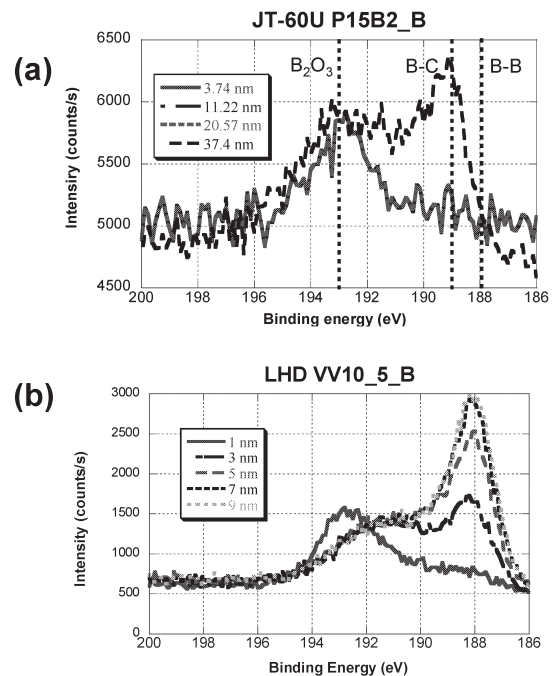 JT-60U P15B2_B
(a)
B₂O₃ B-C B-B
3.74 nm
11.22 nm
20.57 nm
37.4 nm
Intensiry (counts/s)
6500
6000
5500
5000
4500
200 198 196 194 192 190 188 186
Binding energy (eV)
LHD VV10_5_B
(b)
1 nm
3 nm
5 nm
7 nm
9 nm
Intensity (counts/s)
3000
2500
2000
1500
1000
500
0
200 198 196 194 192 190 188 186
Binding Energy (eV)